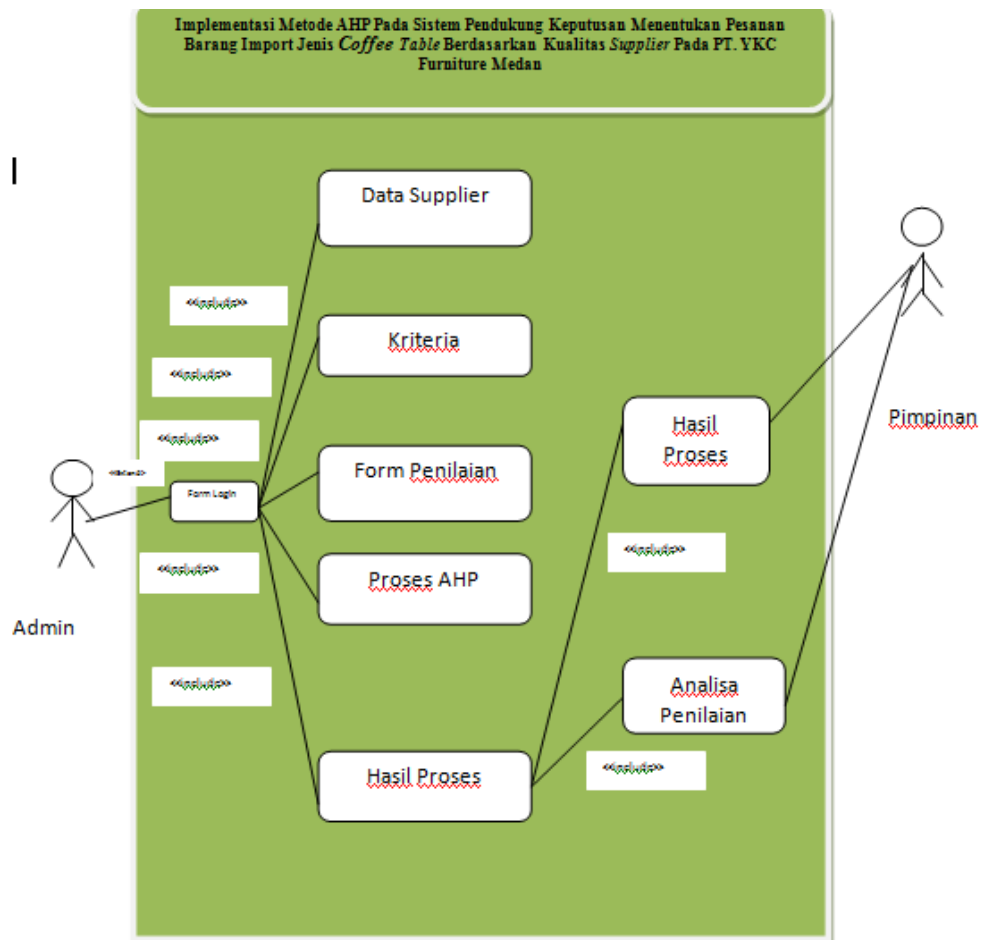 Implementasi Metode AHP Pada Sistem Pendukung Keputusan Menentukan Pesanan
Barang Import Jenis Coffee Table Berdasarkan Kualitas Supplier Pada PT. YKC
Furniture Medan
Data Supplier
<<include>>
Kriteria
<<include>>
<<include>>
Form Penilaian
Form Login
Admin
<<include>>
Proses AHP
<<include>>
Hasil Proses
Hasil
Proses
<<include>>
Analisa
Penilaian
<<include>>
Pimpinan